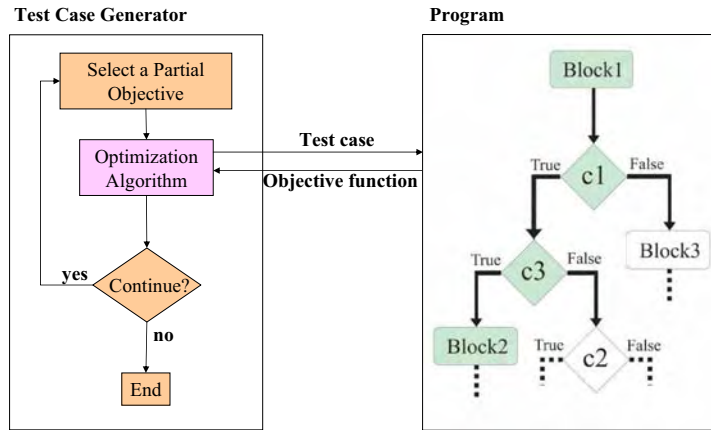 Test Case Generator
Select a Partial
Objective
Optimization
Algorithm
Continue?
yes
no
End
Test case
Objective function
Program
Block1
True
False
c1
Block3
True
False
c3
Block2
True
False
c2